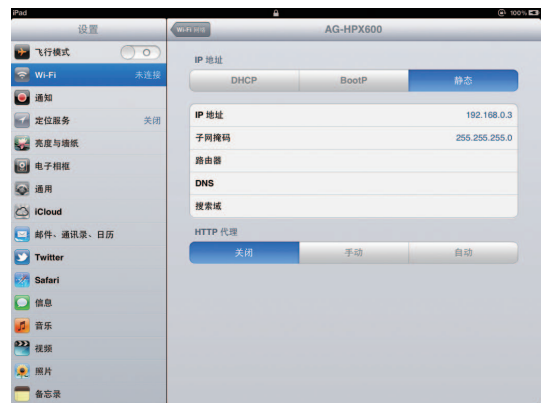 iPad
100%
设置
Wi-Fi 网络
AG-HPX600
飞行模式
Wi-Fi 未连接
通知
定位服务 关闭
亮度与墙纸
电子相框
通用
iCloud
邮件、通讯录、日历
Twitter
Safari
信息
音乐
视频
照片
备忘录
IP 地址
DHCP BootP 静态
IP 地址 192.168.0.3
子网掩码 255.255.255.0
路由器
DNS
搜索域
HTTP 代理
关闭 手动 自动